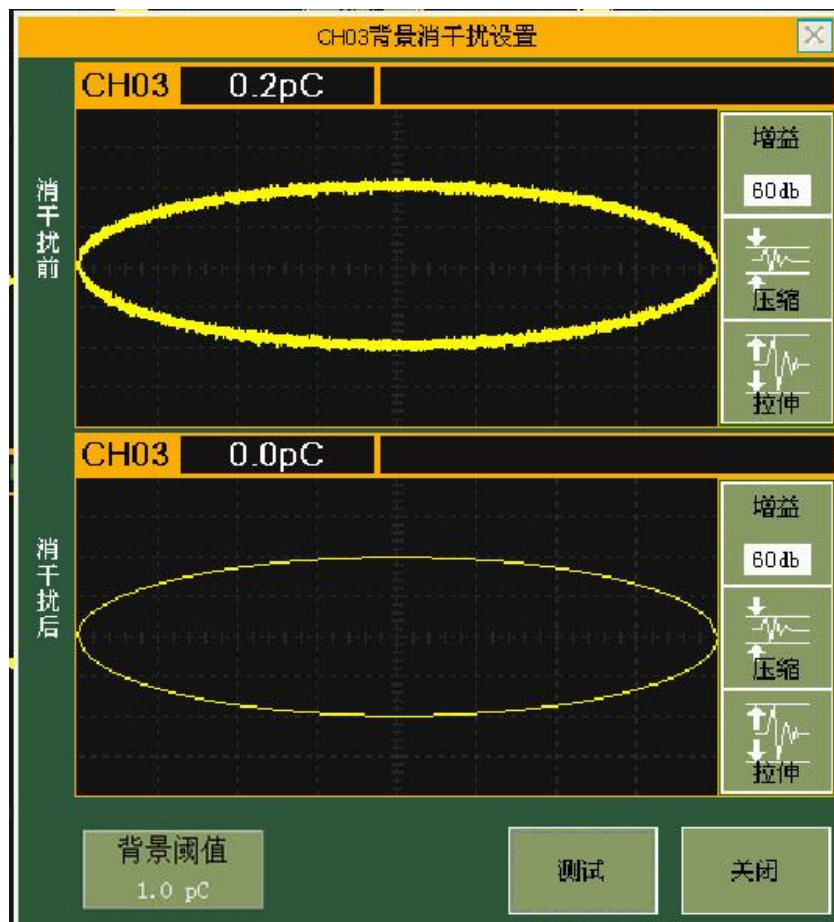 CH03背景消干扰设置
CH03 0.2pC
消干扰前
增益
60db
压缩
拉伸
CH03 0.0pC
消干扰后
增益
60db
压缩
拉伸
背景阈值
1.0 pC
测试
关闭